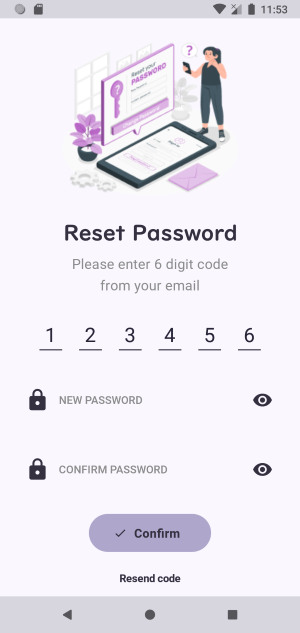 11:53
Reset your
PASSWORD
Reset Password
Please enter 6 digit code
from your email
1 2 3 4 5 6
NEW PASSWORD
CONFIRM PASSWORD
Confirm
Resend code